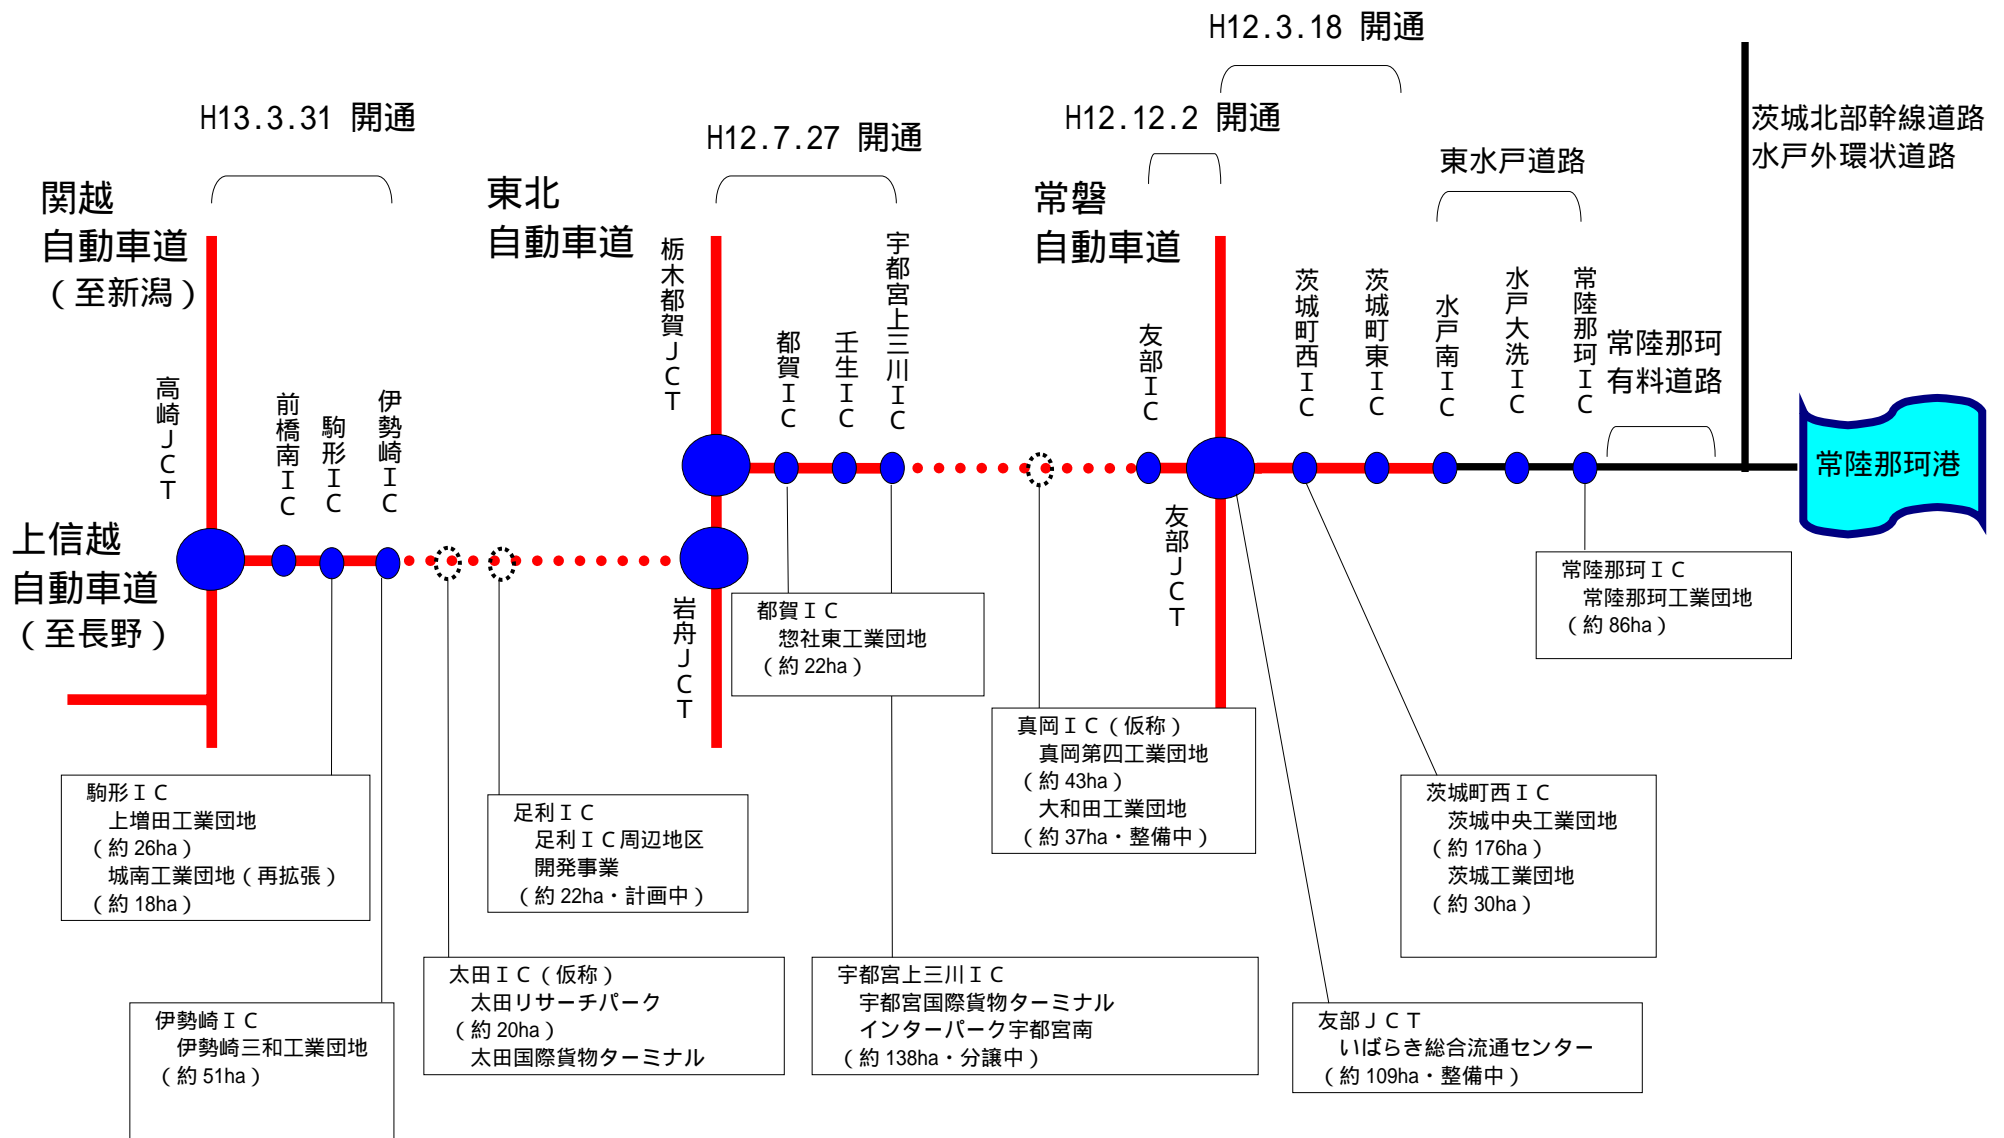 H12.3.18 開通
H13.3.31 開通
H12.7.27 開通
H12.12.2 開通
茨城北部幹線道路
水戸外環状道路
東水戸道路
関越
自動車道
（至新潟）
東北
自動車道
常磐
自動車道
上信越
自動車道
（至長野）
高崎ＪＣＴ
前橋南ＩＣ
駒形ＩＣ
伊勢崎ＩＣ
栃木都賀ＪＣＴ
岩舟ＪＣＴ
都賀ＩＣ
壬生ＩＣ
宇都宮上三川ＩＣ
友部ＩＣ
友部ＪＣＴ
茨城町西ＩＣ
茨城町東ＩＣ
水戸南ＩＣ
水戸大洗ＩＣ
常陸那珂ＩＣ
常陸那珂
有料道路
常陸那珂港
常陸那珂ＩＣ
常陸那珂工業団地
（約86ha）
都賀ＩＣ
惣社東工業団地
（約22ha）
真岡ＩＣ（仮称）
真岡第四工業団地
（約43ha）
大和田工業団地
（約37ha・整備中）
駒形ＩＣ
上増田工業団地
（約26ha）
城南工業団地（再拡張）
（約18ha）
足利ＩＣ
足利ＩＣ周辺地区
開発事業
（約22ha・計画中）
茨城町西ＩＣ
茨城中央工業団地
（約176ha）
茨城工業団地
（約30ha）
伊勢崎ＩＣ
伊勢崎三和工業団地
（約51ha）
太田ＩＣ（仮称）
太田リサーチパーク
（約20ha）
太田国際貨物ターミナル
宇都宮上三川ＩＣ
宇都宮国際貨物ターミナル
インターパーク宇都宮南
（約138ha・分譲中）
友部ＪＣＴ
いばらき総合流通センター
（約109ha・整備中）